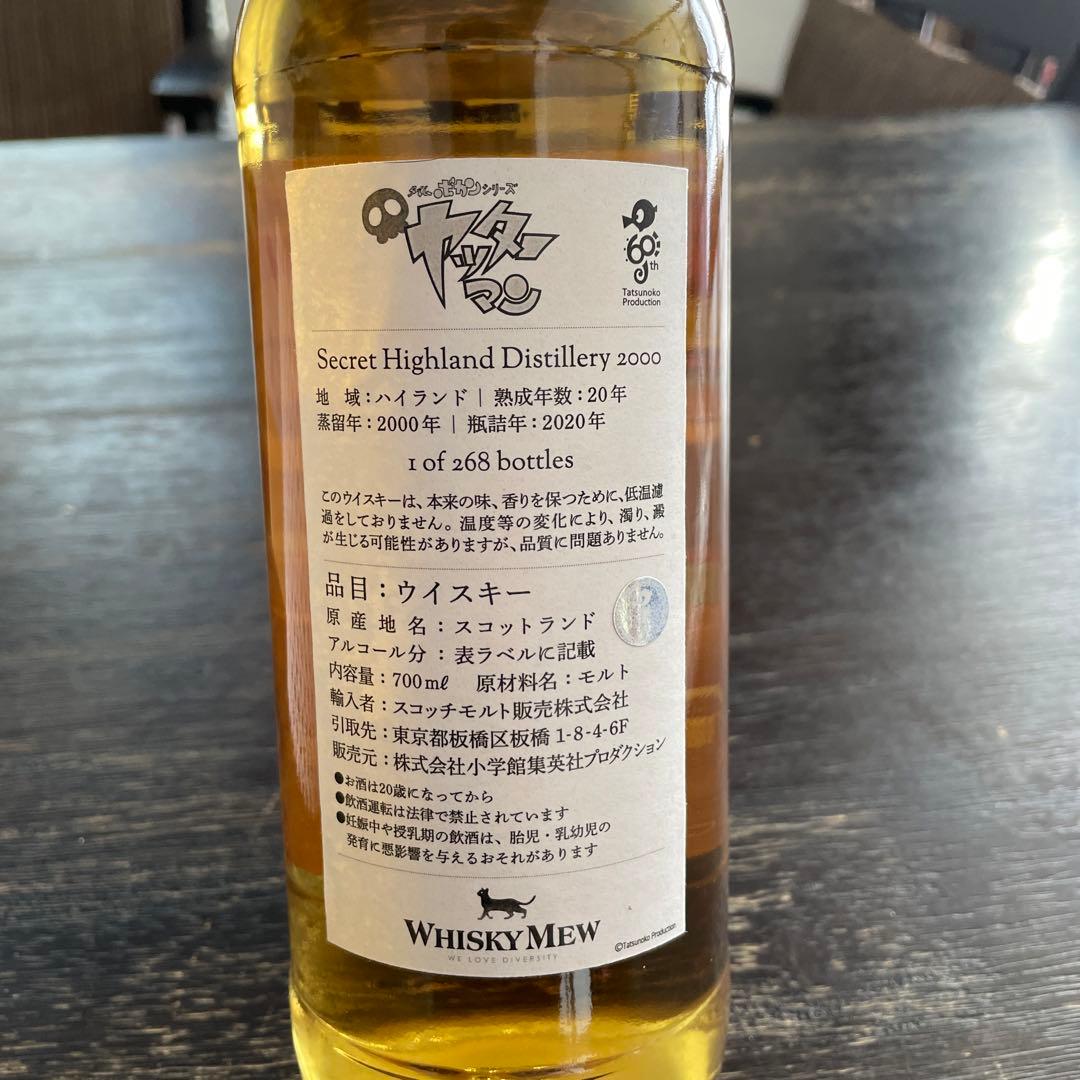 タイムボカンシリーズ
ヤッターマン
60th
Tatsunoko
Production
Secret Highland Distillery 2000
地 域:ハイランド | 熟成年数:20年
蒸留年:2000年 | 瓶詰年:2020年
1 of 268 bottles
このウイスキーは、本来の味、香りを保つために、低温濾
過をしておりません。温度等の変化により、濁り、澱
が生じる可能性がありますが、品質に問題ありません。
品目:ウイスキー
原産地名:スコットランド
アルコール分:表ラベルに記載
内容量:700mℓ 原材料名:モルト
輸入者:スコッチモルト販売株式会社
引取先:東京都板橋区板橋1-8-4-6F
販売元:株式会社小学館集英社プロダクション
●お酒は20歳になってから
●飲酒運転は法律で禁止されています
●妊娠中や授乳期の飲酒は、胎児・乳幼児の
発育に悪影響を与えるおそれがあります
WHISKY MEW
WE LOVE DIVERSITY
©Tatsunoko Production